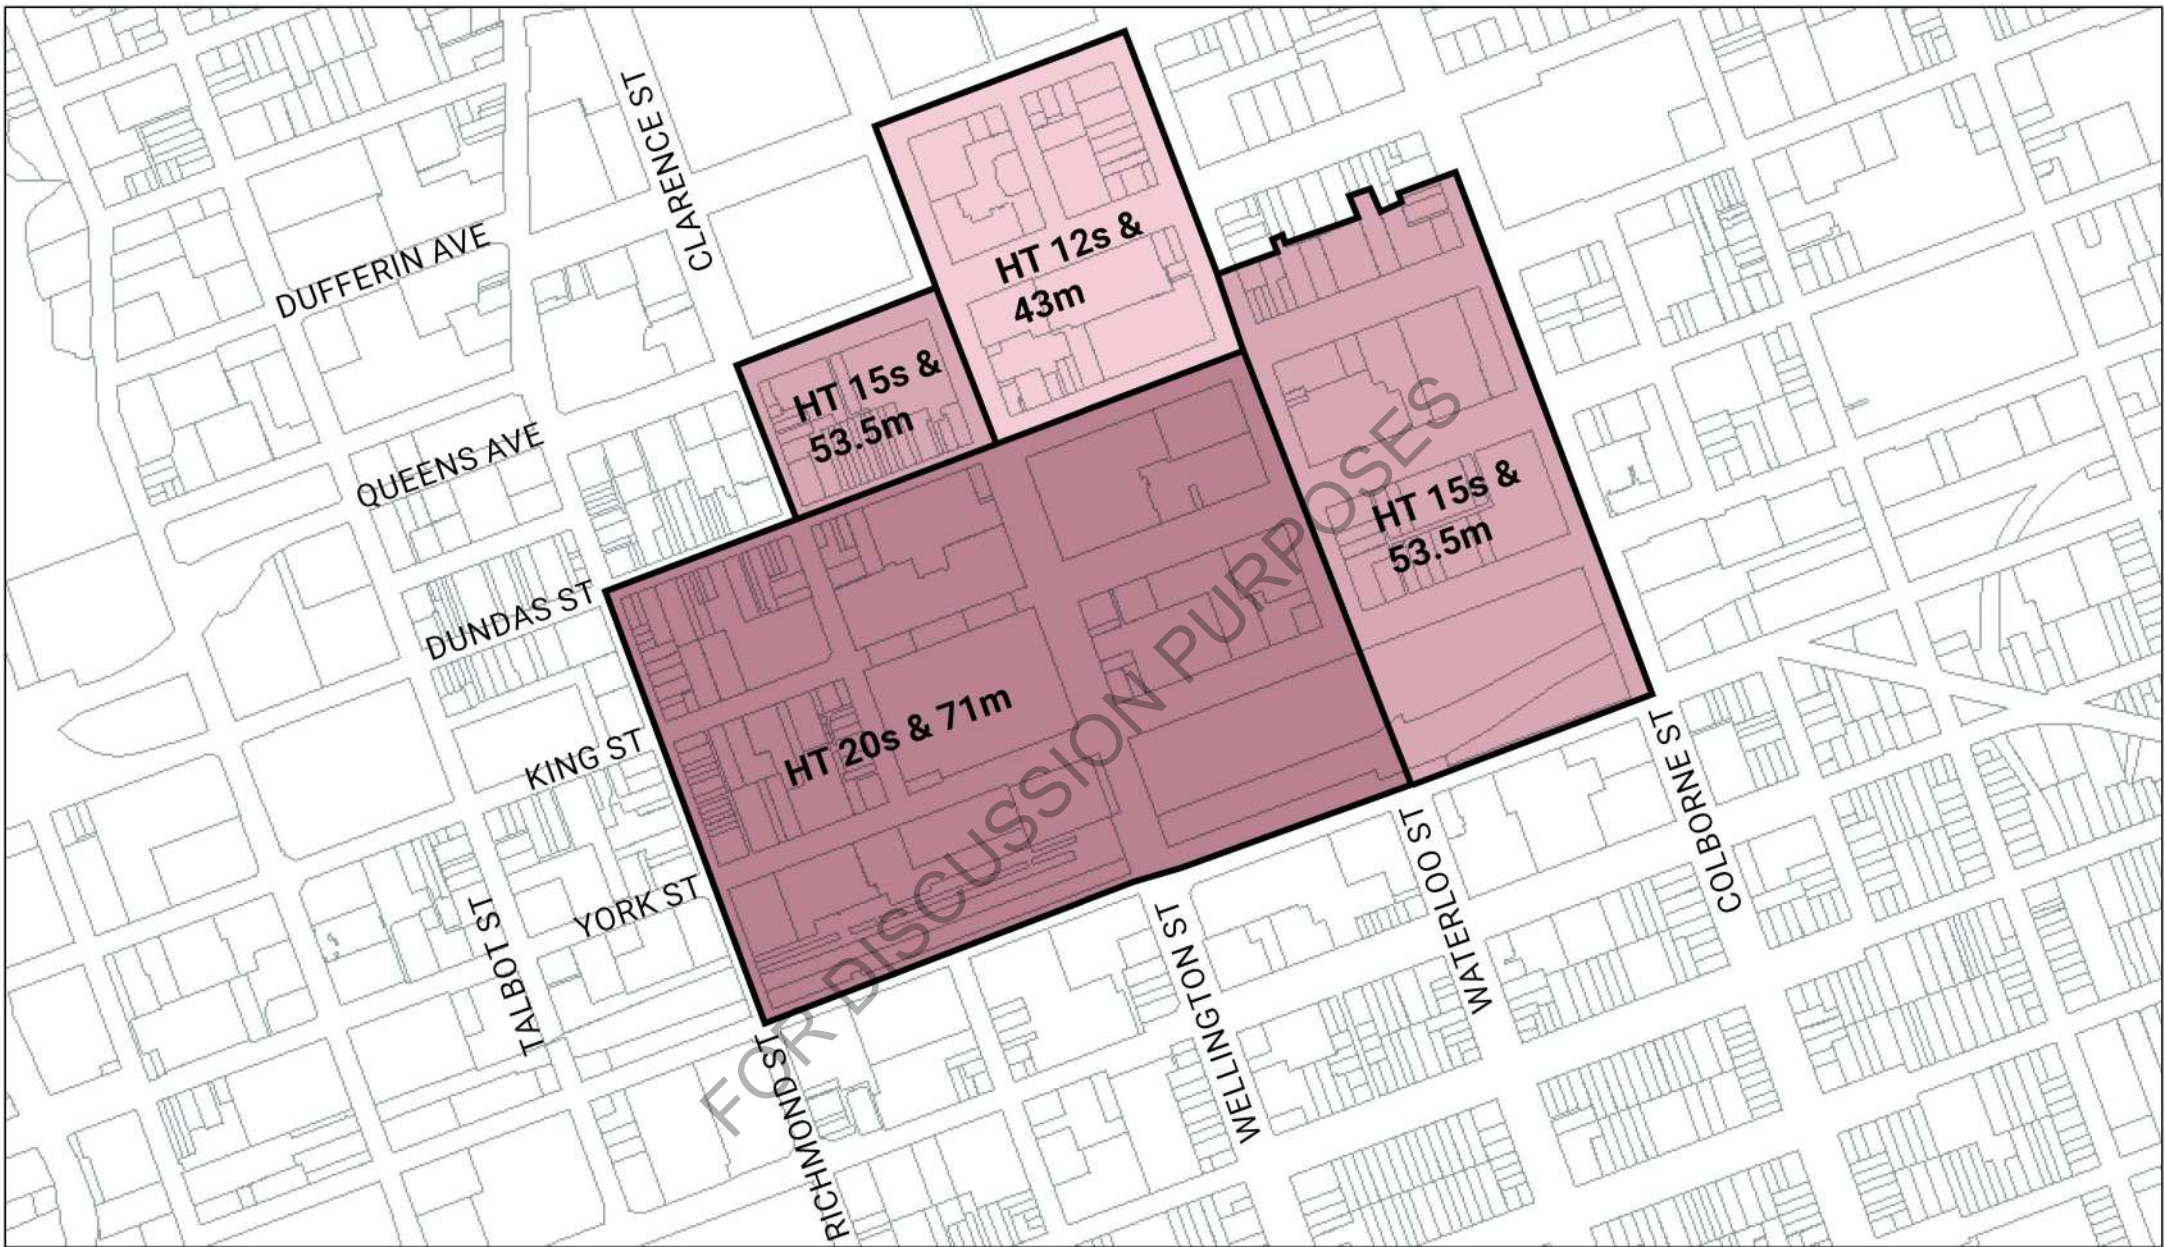 CLARENCE ST
DUFFERIN AVE
HT 12s &
43m
HT 15s &
53.5m
QUEENS AVE
HT 15s &
53.5m
DUNDAS ST
HT 20s & 71m
KING ST
YORK ST
TALBOT ST
RICHMOND ST
WELLINGTON ST
WATERLOO ST
COLBORNE ST
FOR DISCUSSION PURPOSES